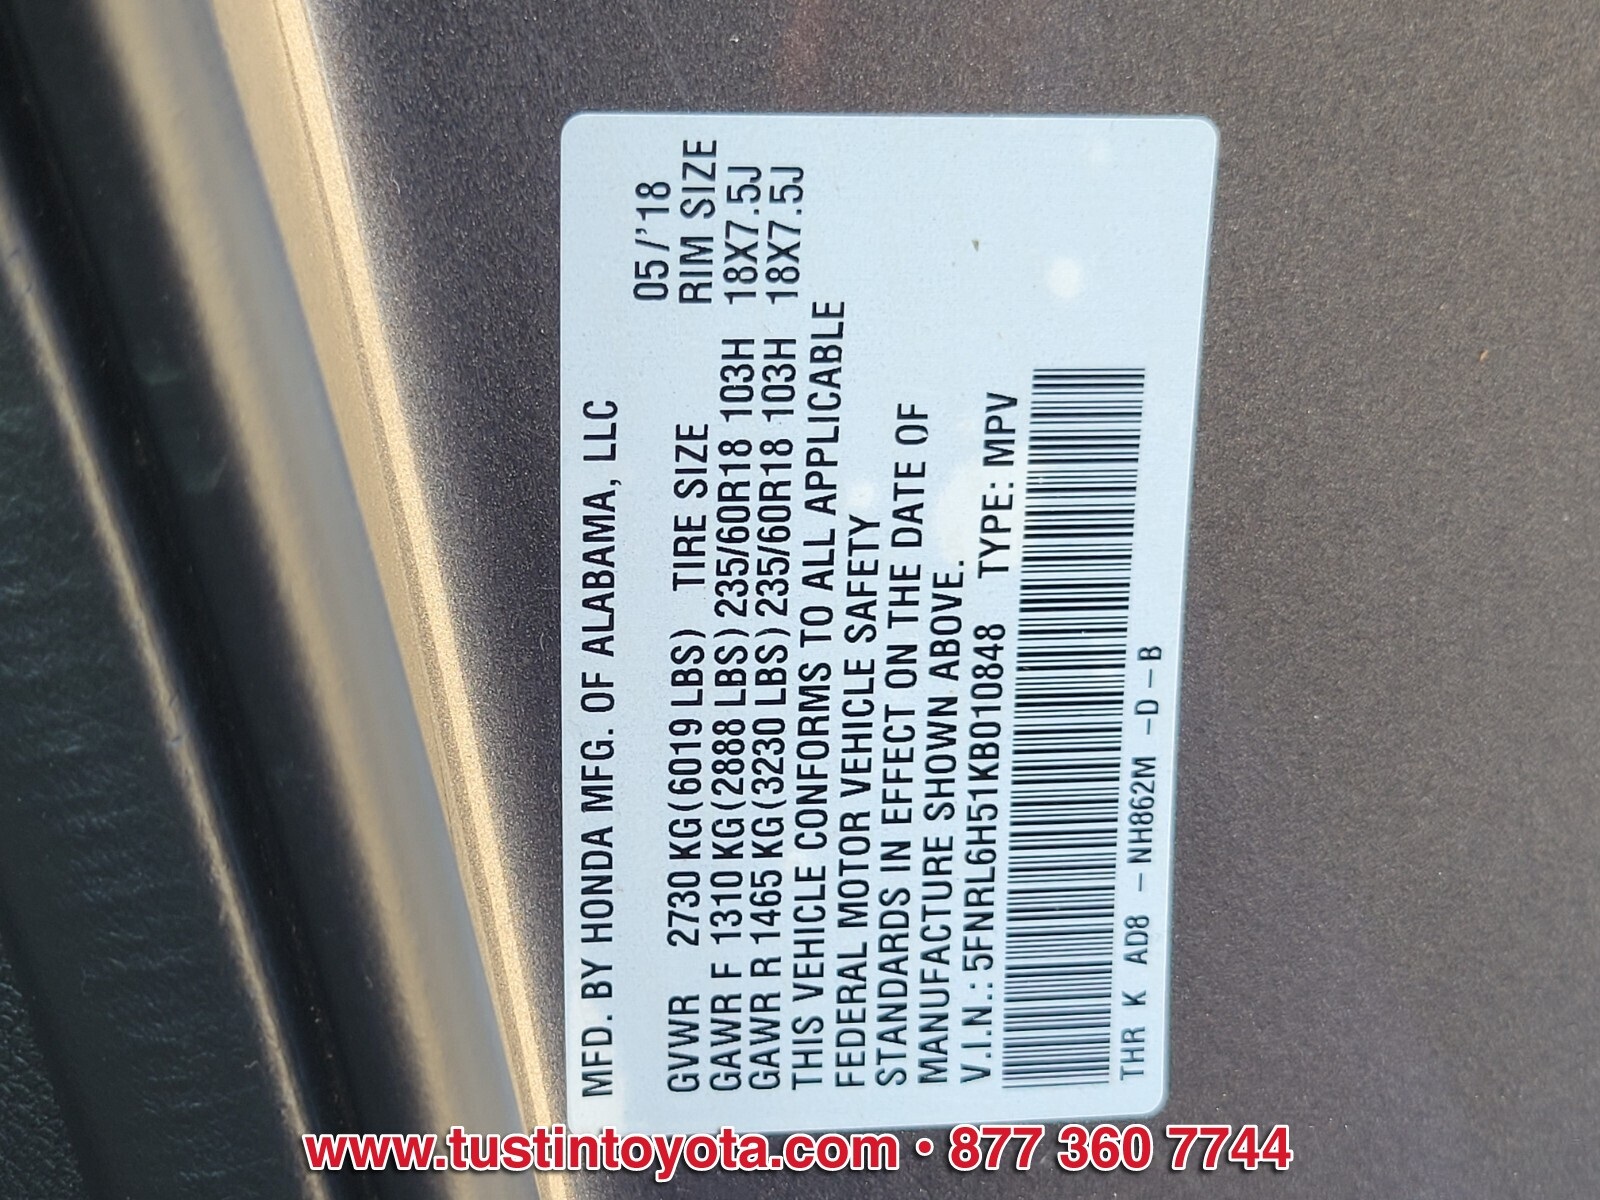 MFD. BY HONDA MFG. OF ALABAMA, LLC
05/'18
GVWR 2730 KG(6019 LBS) TIRE SIZE RIM SIZE
GAWR F 1310 KG(2888 LBS) 235/60R18 103H 18X7.5J
GAWR R 1465 KG(3230 LBS) 235/60R18 103H 18X7.5J
THIS VEHICLE CONFORMS TO ALL APPLICABLE
FEDERAL MOTOR VEHICLE SAFETY
STANDARDS IN EFFECT ON THE DATE OF
MANUFACTURE SHOWN ABOVE.
V.I.N.: 5FNRL6H51KB010848 TYPE: MPV
THR K AD8 - NH862M -D-B
www.tustintoyota.com • 877 360 7744